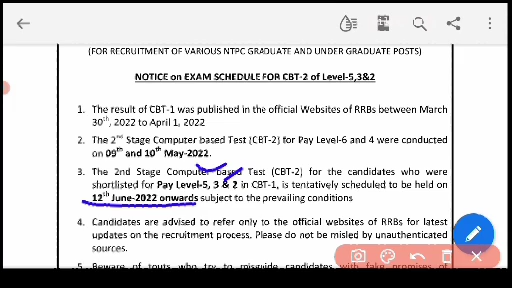 (FOR RECRUITMENT OF VARIOUS NTPC GRADUATE AND UNDER GRADUATE POSTS)
NOTICE on EXAM SCHEDULE FOR CBT-2 of Level-5,3&2
1. The result of CBT-1 was published in the official Websites of RRBs between March
30th, 2022 to April 1, 2022
2. The 2nd Stage Computer based Test (CBT-2) for Pay Level-6 and 4 were conducted
on 09th and 10th May-2022.
3. The 2nd Stage Computer based Test (CBT-2) for the candidates who were
shortlisted for Pay Level-5, 3 & 2 in CBT-1, is tentatively scheduled to be held on
12th June-2022 onwards subject to the prevailing conditions
4. Candidates are advised to refer only to the official websites of RRBs for latest
updates on the recruitment process. Please do not be misled by unauthenticated
sources.
5. Beware of touts who try to misguide candidates with fake promises of